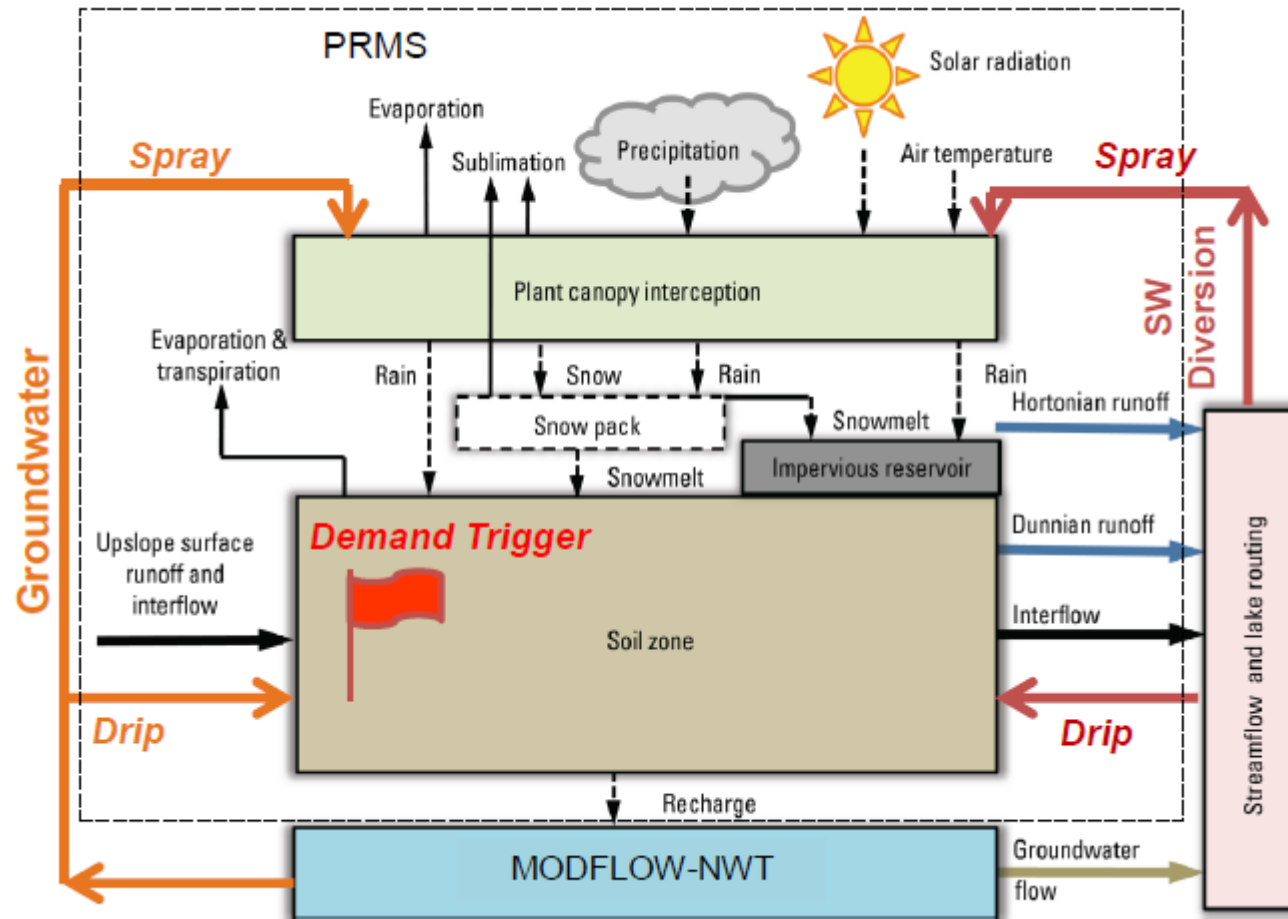 PRMS
Solar radiation
Evaporation
Precipitation
Spray
Sublimation
Air temperature
Spray
Plant canopy interception
SW
Diversion
Evaporation &
transpiration
Rain
Snow
Rain
Rain
Hortonian runoff
Snow pack
Snowmelt
Impervious reservoir
Snowmelt
Groundwater
Demand Trigger
Dunnian runoff
Upslope surface
runoff and
interflow
Interflow
Soil zone
Streamflow and lake routing
Drip
Drip
Recharge
MODFLOW-NWT
Groundwater
flow